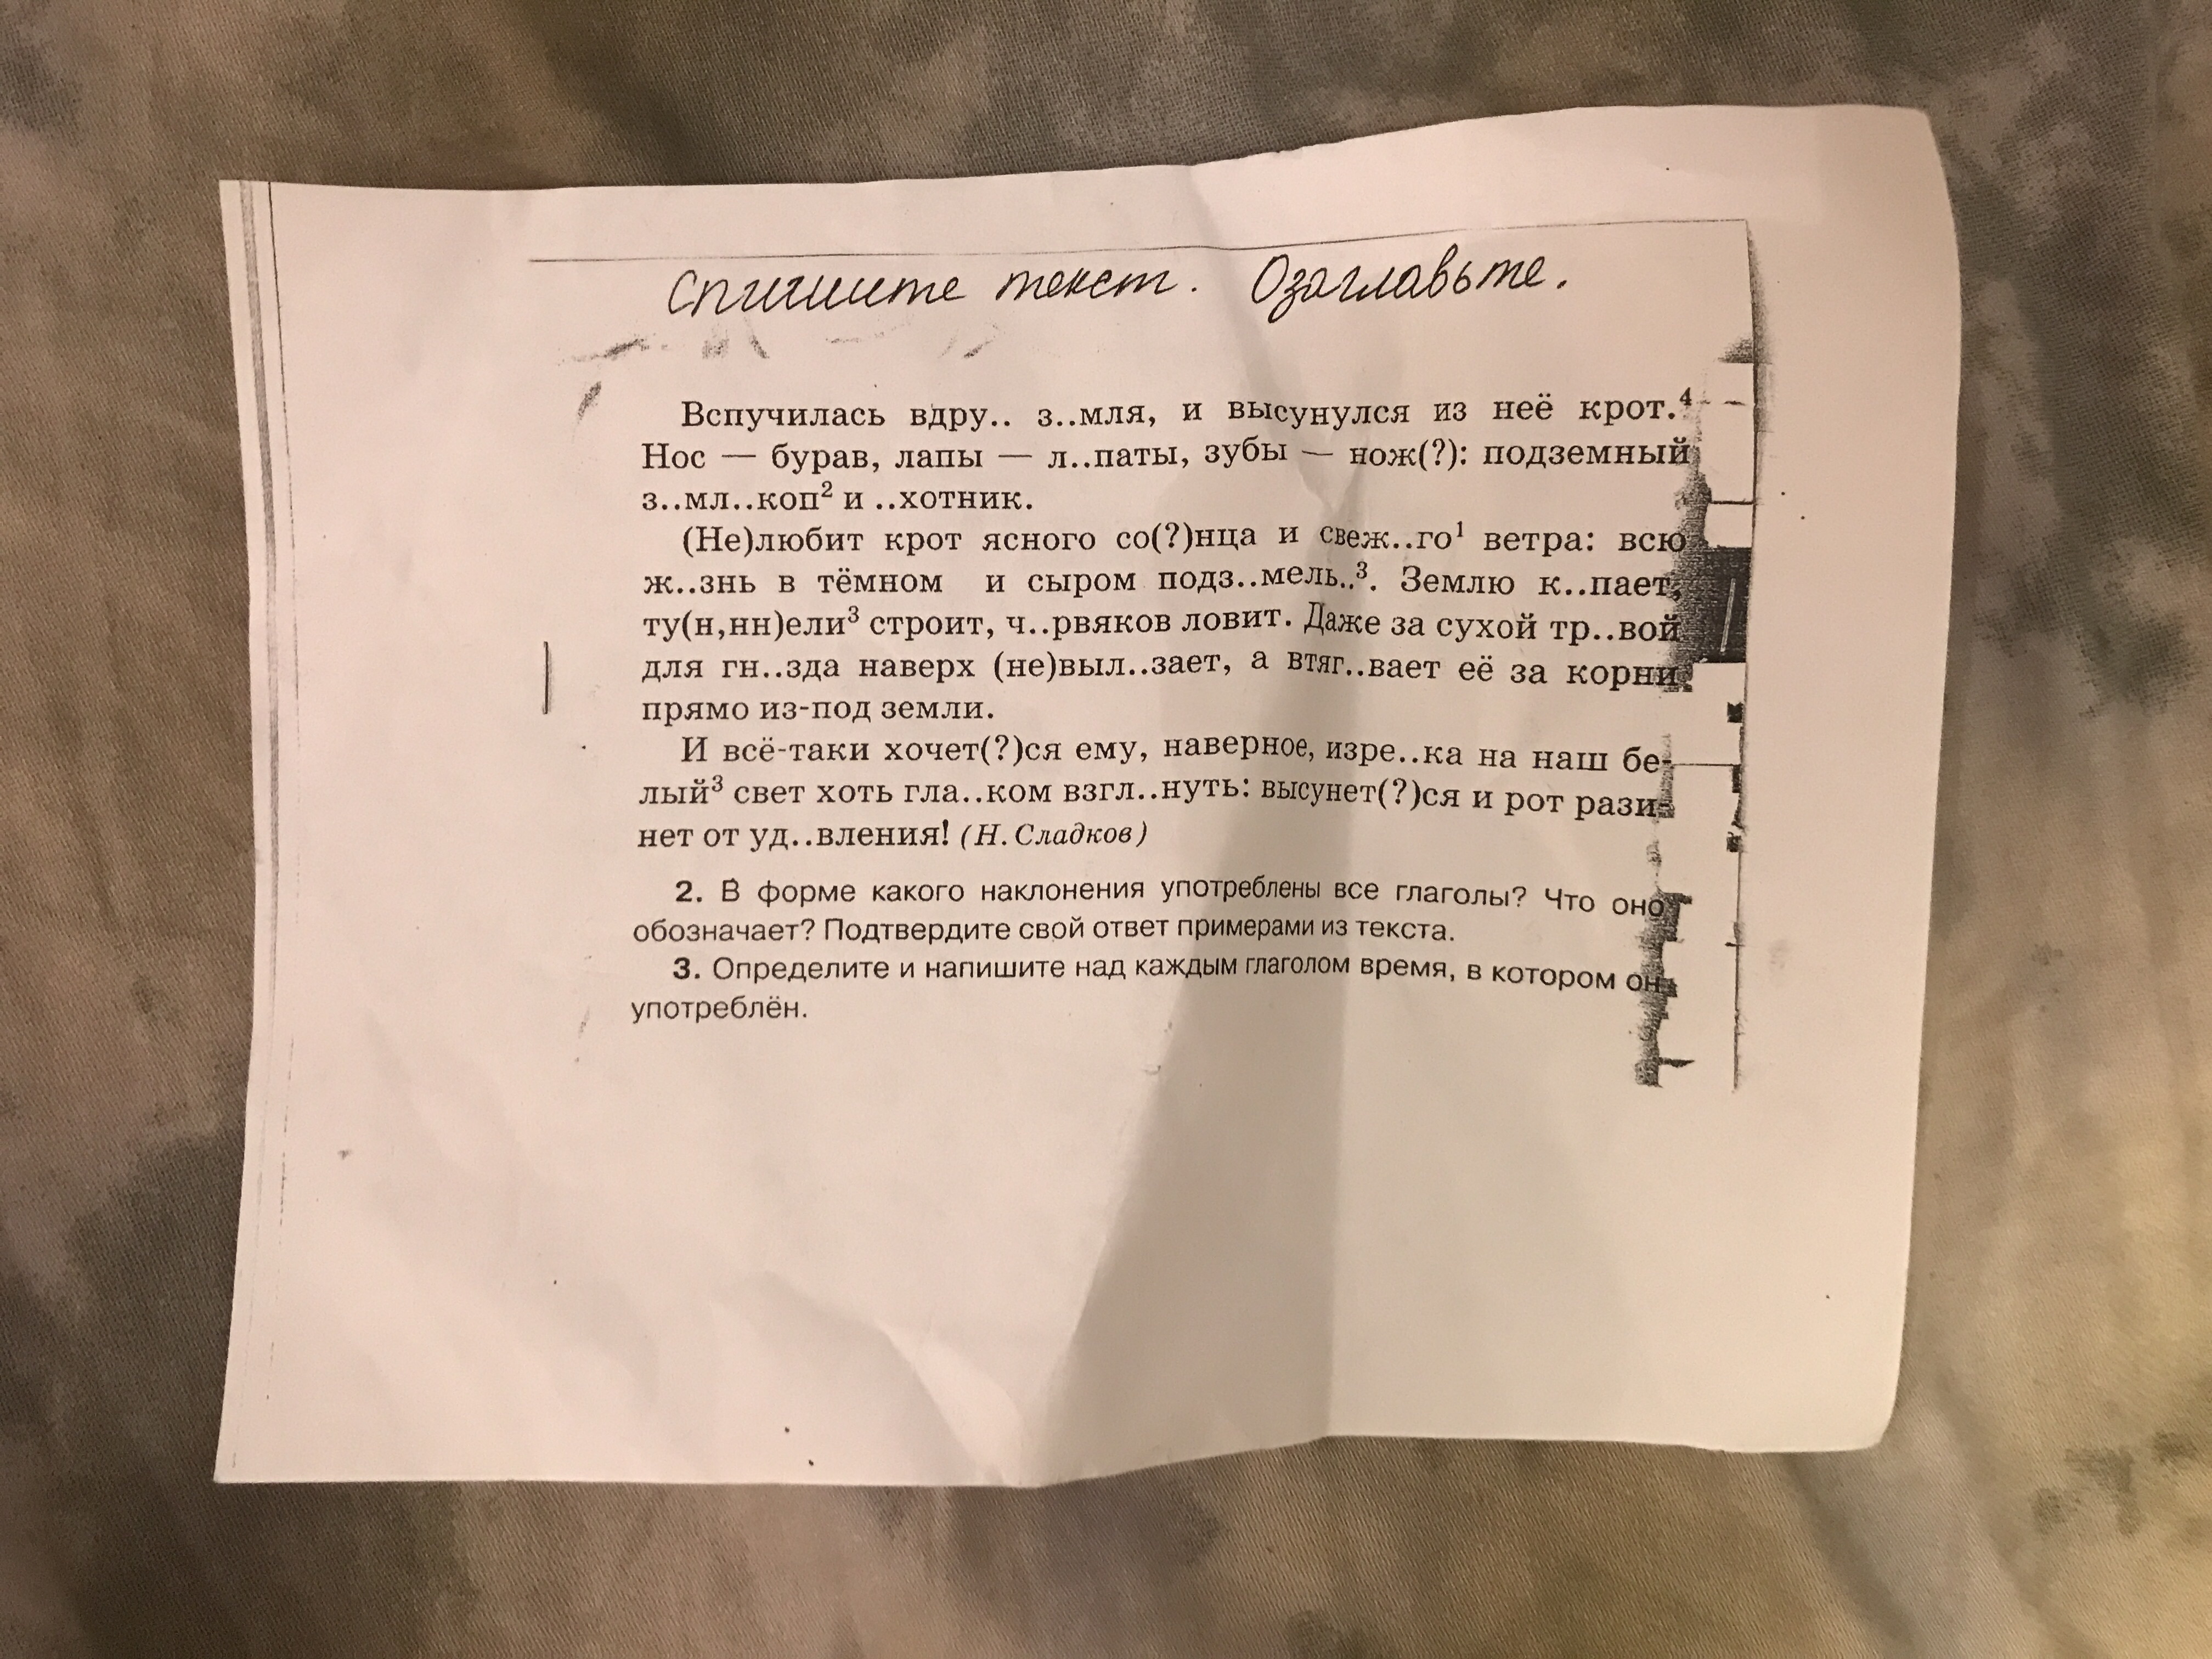 Спишите текст. Озаглавьте.
Вспучилась вдру.. з..мля, и высунулся из неё крот.⁴
Нос — бурав, лапы — л..паты, зубы — нож(?): подземный
з..мл..коп² и ..хотник.
(Не)любит крот ясного со(?)нца и свеж..го¹ ветра: всю
ж..знь в тёмном и сыром подз..мель..³. Землю к..пает,
ту(н,нн)ели³ строит, ч..рвяков ловит. Даже за сухой тр..вой
для гн..зда наверх (не)выл..зает, а втяг..вает её за корни
прямо из-под земли.
И всё-таки хочет(?)ся ему, наверное, изре..ка на наш бе-
лый³ свет хоть гла..ком взгл..нуть: высунет(?)ся и рот рази-
нет от уд..вления! (Н. Сладков)
2. В форме какого наклонения употреблены все глаголы? Что оно
обозначает? Подтвердите свой ответ примерами из текста.
3. Определите и напишите над каждым глаголом время, в котором он
употреблён.